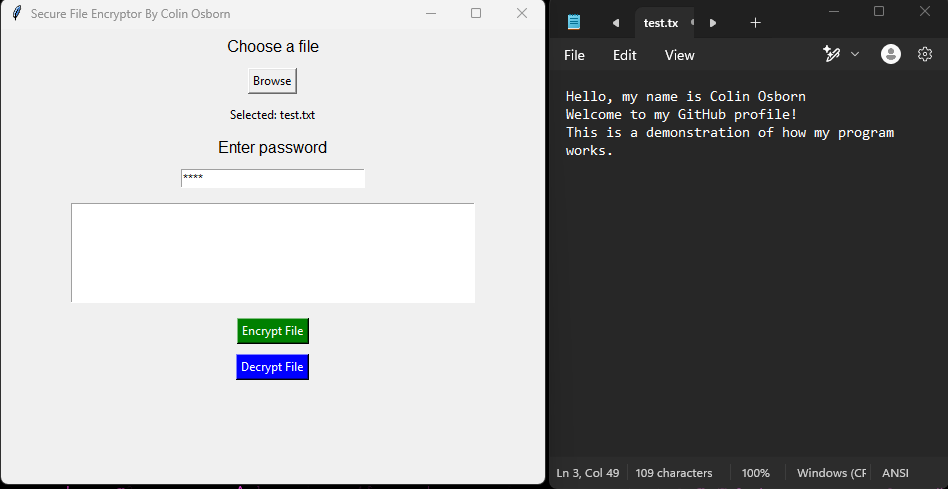 Secure File Encryptor By Colin Osborn
Choose a file
Browse
Selected: test.txt
Enter password
****
Encrypt File
Decrypt File
test.tx
File Edit View
Hello, my name is Colin Osborn
Welcome to my GitHub profile!
This is a demonstration of how my program
works.
Ln 3, Col 49 109 characters 100% Windows (CF ANSI